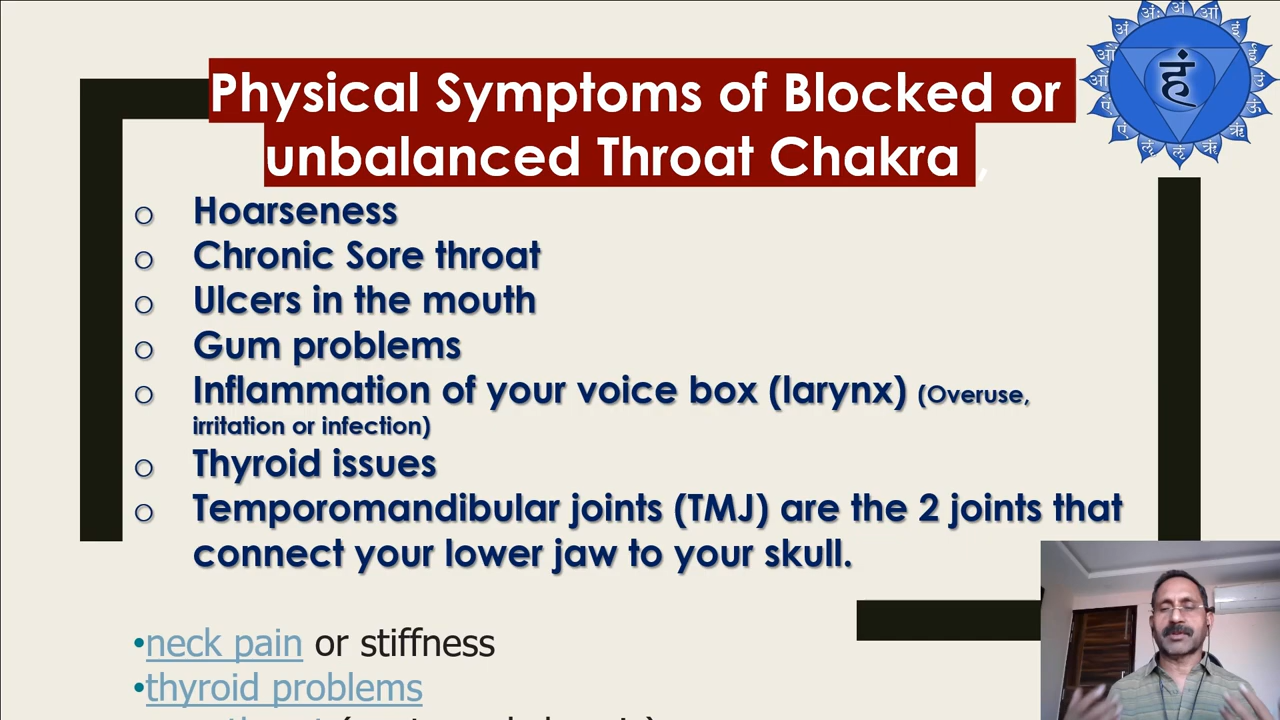 Physical Symptoms of Blocked or
unbalanced Throat Chakra ,
हं
o Hoarseness
o Chronic Sore throat
o Ulcers in the mouth
o Gum problems
o Inflammation of your voice box (larynx) (Overuse,
irritation or infection)
o Thyroid issues
o Temporomandibular joints (TMJ) are the 2 joints that
connect your lower jaw to your skull.
•neck pain or stiffness
•thyroid problems